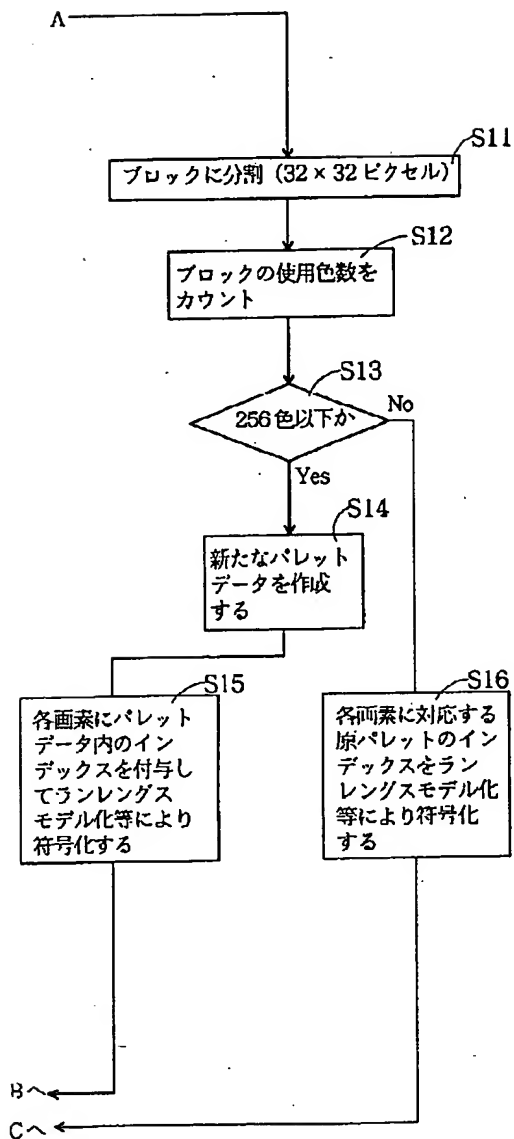 A
S11
ブロックに分割 (32×32ピクセル)
S12
ブロックの使用色数を
カウント
S13
256色以下か
No
Yes
S14
新たなパレット
データを作成
する
S15
各画素にパレット
データ内のイン
デックスを付与し
てランレングス
モデル化等により
符号化する
S16
各画素に対応する
原パレットのイン
デックスをラン
レングスモデル化
等により符号化
する
Bへ
Cへ